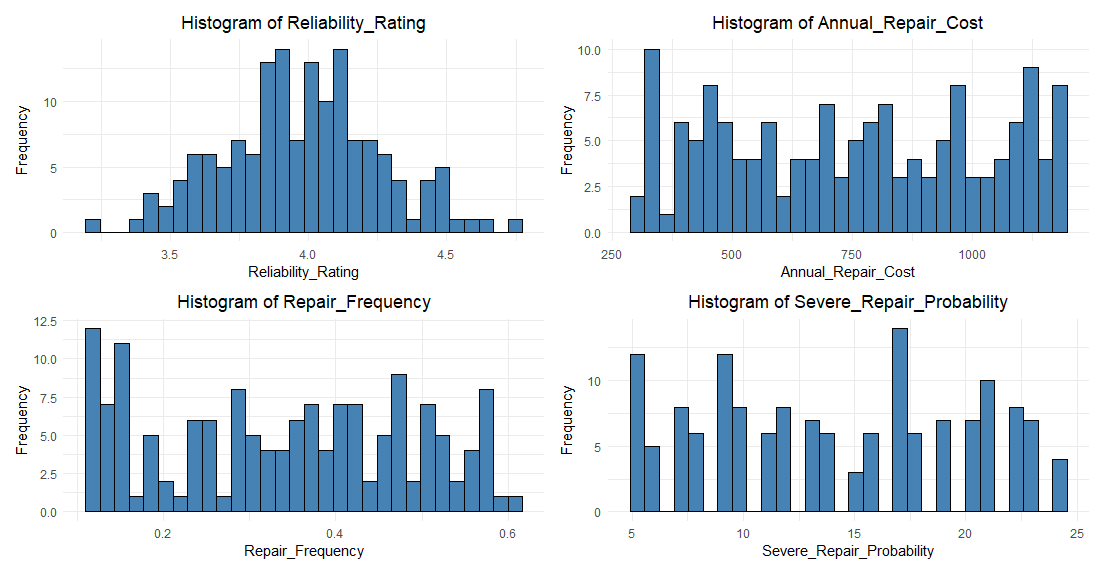 Histogram of Reliability_Rating
Frequency
10
5
0
3.5 4.0 4.5
Reliability_Rating
Histogram of Annual_Repair_Cost
Frequency
10.0
7.5
5.0
2.5
0.0
250 500 750 1000
Annual_Repair_Cost
Histogram of Repair_Frequency
Frequency
12.5
10.0
7.5
5.0
2.5
0.0
0.2 0.4 0.6
Repair_Frequency
Histogram of Severe_Repair_Probability
Frequency
10
5
0
5 10 15 20 25
Severe_Repair_Probability